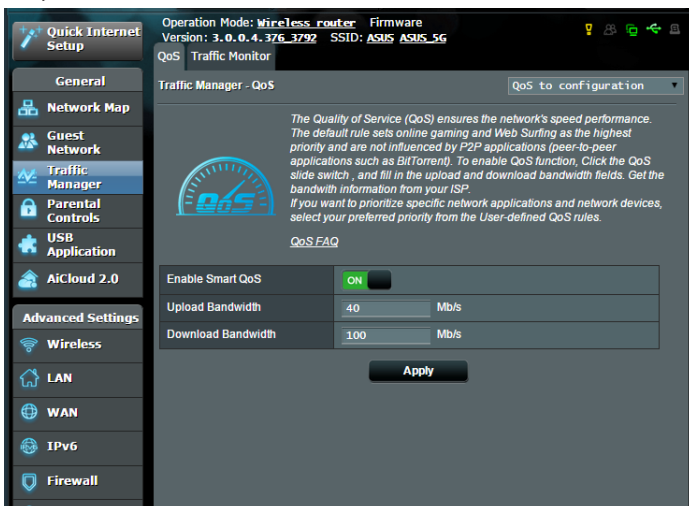 Quick Internet
Setup
Operation Mode: Wireless router Firmware
Version: 3.0.0.4.376_3792 SSID: ASUS ASUS_5G
QoS Traffic Monitor
General
Network Map
Guest
Network
Traffic
Manager
Parental
Controls
USB
Application
AiCloud 2.0
Advanced Settings
Wireless
LAN
WAN
IPv6
Firewall
Traffic Manager - QoS
QoS to configuration
The Quality of Service (QoS) ensures the network's speed performance.
The default rule sets online gaming and Web Surfing as the highest
priority and are not influenced by P2P applications (peer-to-peer
applications such as BitTorrent). To enable QoS function, Click the QoS
slide switch , and fill in the upload and download bandwidth fields. Get the
bandwith information from your ISP.
If you want to prioritize specific network applications and network devices,
select your preferred priority from the User-defined QoS rules.
QoS
QoS FAQ
Enable Smart QoS ON
Upload Bandwidth 40 Mb/s
Download Bandwidth 100 Mb/s
Apply